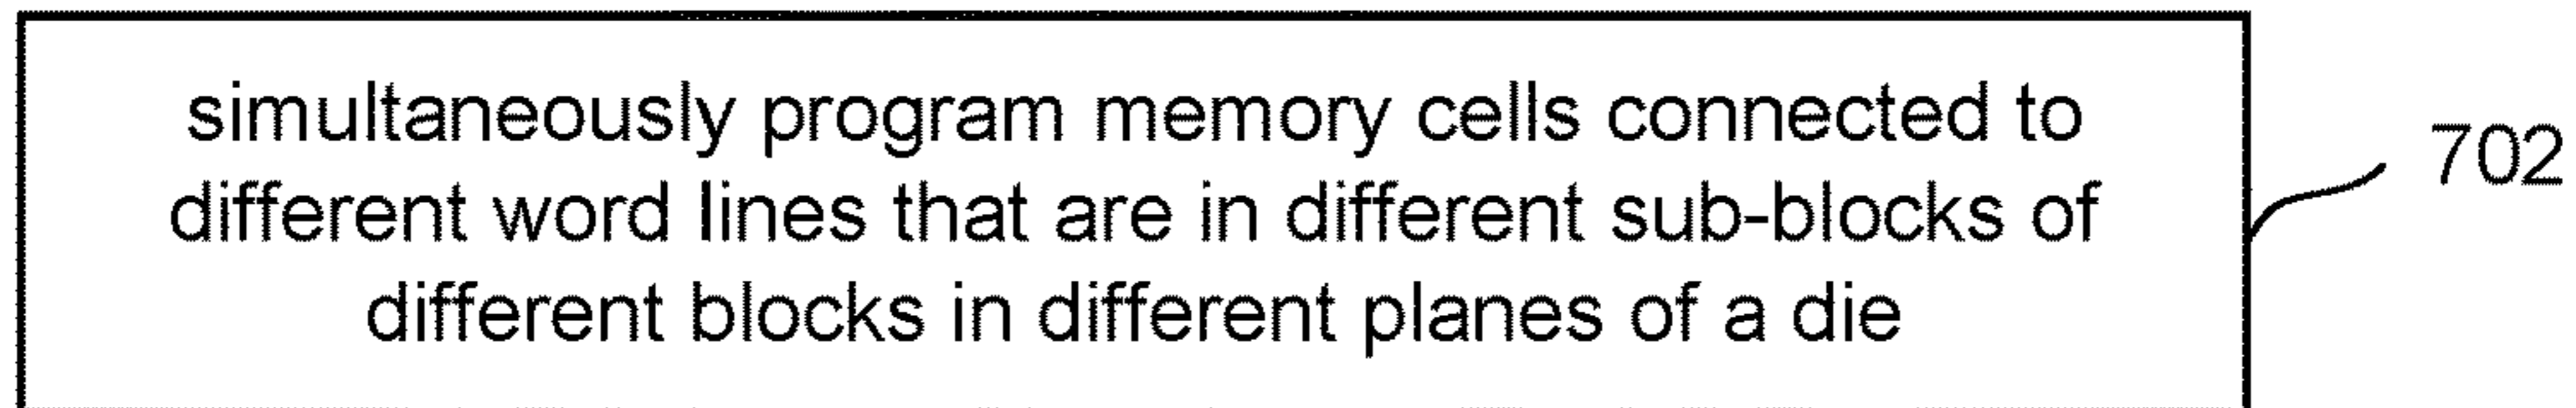 simultaneously program memory cells connected to
different word lines that are in different sub-blocks of
different blocks in different planes of a die
702